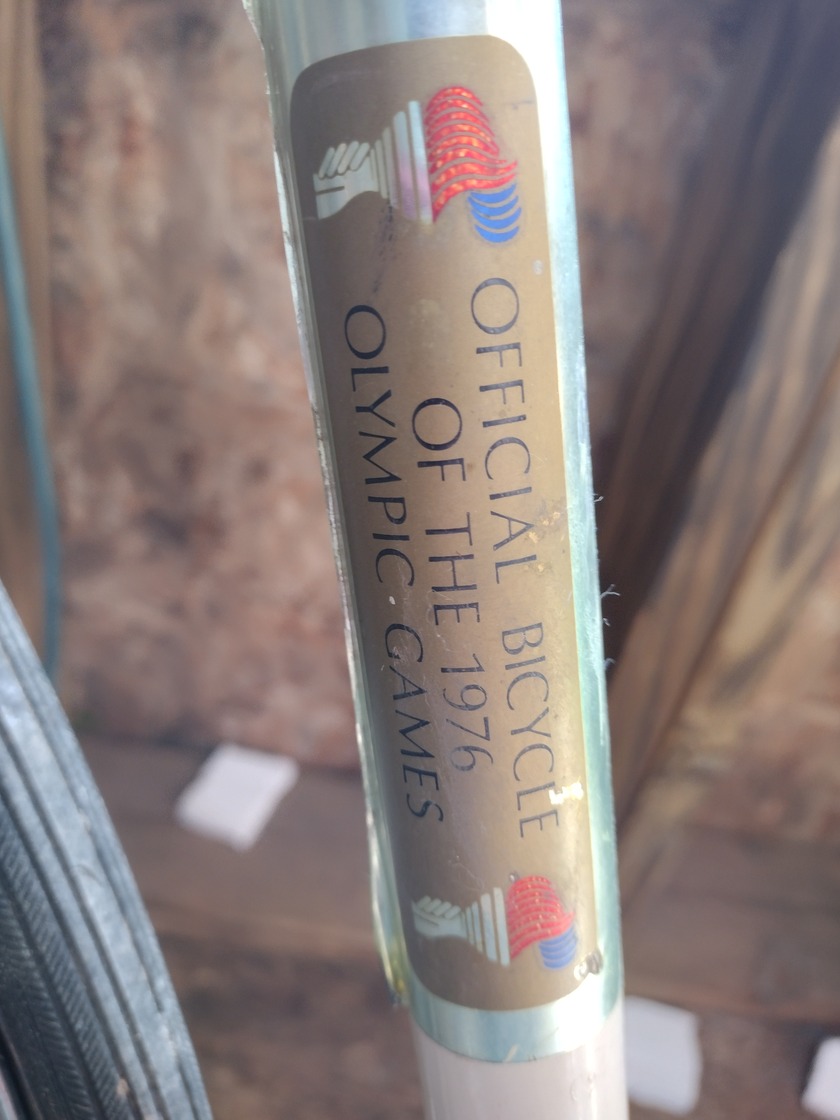 OFFICIAL BICYCLE
OF THE 1976
OLYMPIC GAMES